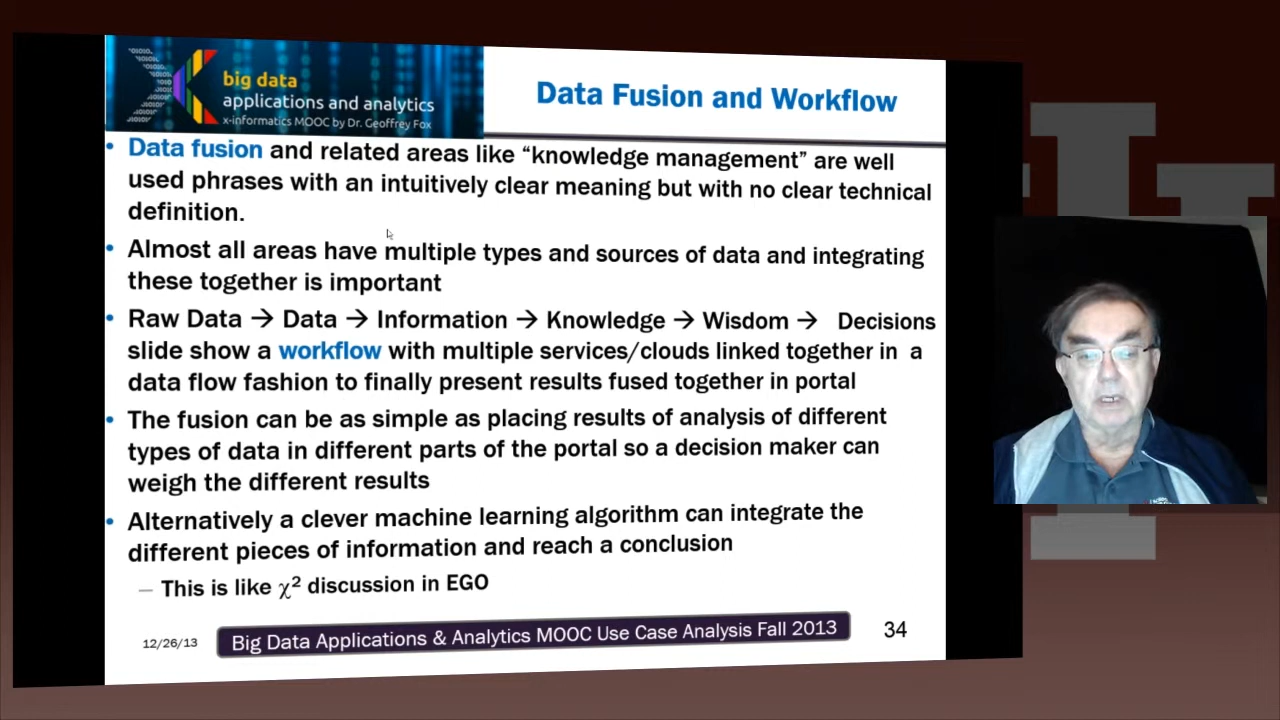 big data
applications and analytics
x-informatics MOOC by Dr. Geoffrey Fox
Data Fusion and Workflow
• Data fusion and related areas like “knowledge management” are well
used phrases with an intuitively clear meaning but with no clear technical
definition.
• Almost all areas have multiple types and sources of data and integrating
these together is important
• Raw Data → Data → Information → Knowledge → Wisdom → Decisions
slide show a workflow with multiple services/clouds linked together in a
data flow fashion to finally present results fused together in portal
• The fusion can be as simple as placing results of analysis of different
types of data in different parts of the portal so a decision maker can
weigh the different results
• Alternatively a clever machine learning algorithm can integrate the
different pieces of information and reach a conclusion
– This is like χ² discussion in EGO
12/26/13
Big Data Applications & Analytics MOOC Use Case Analysis Fall 2013
34